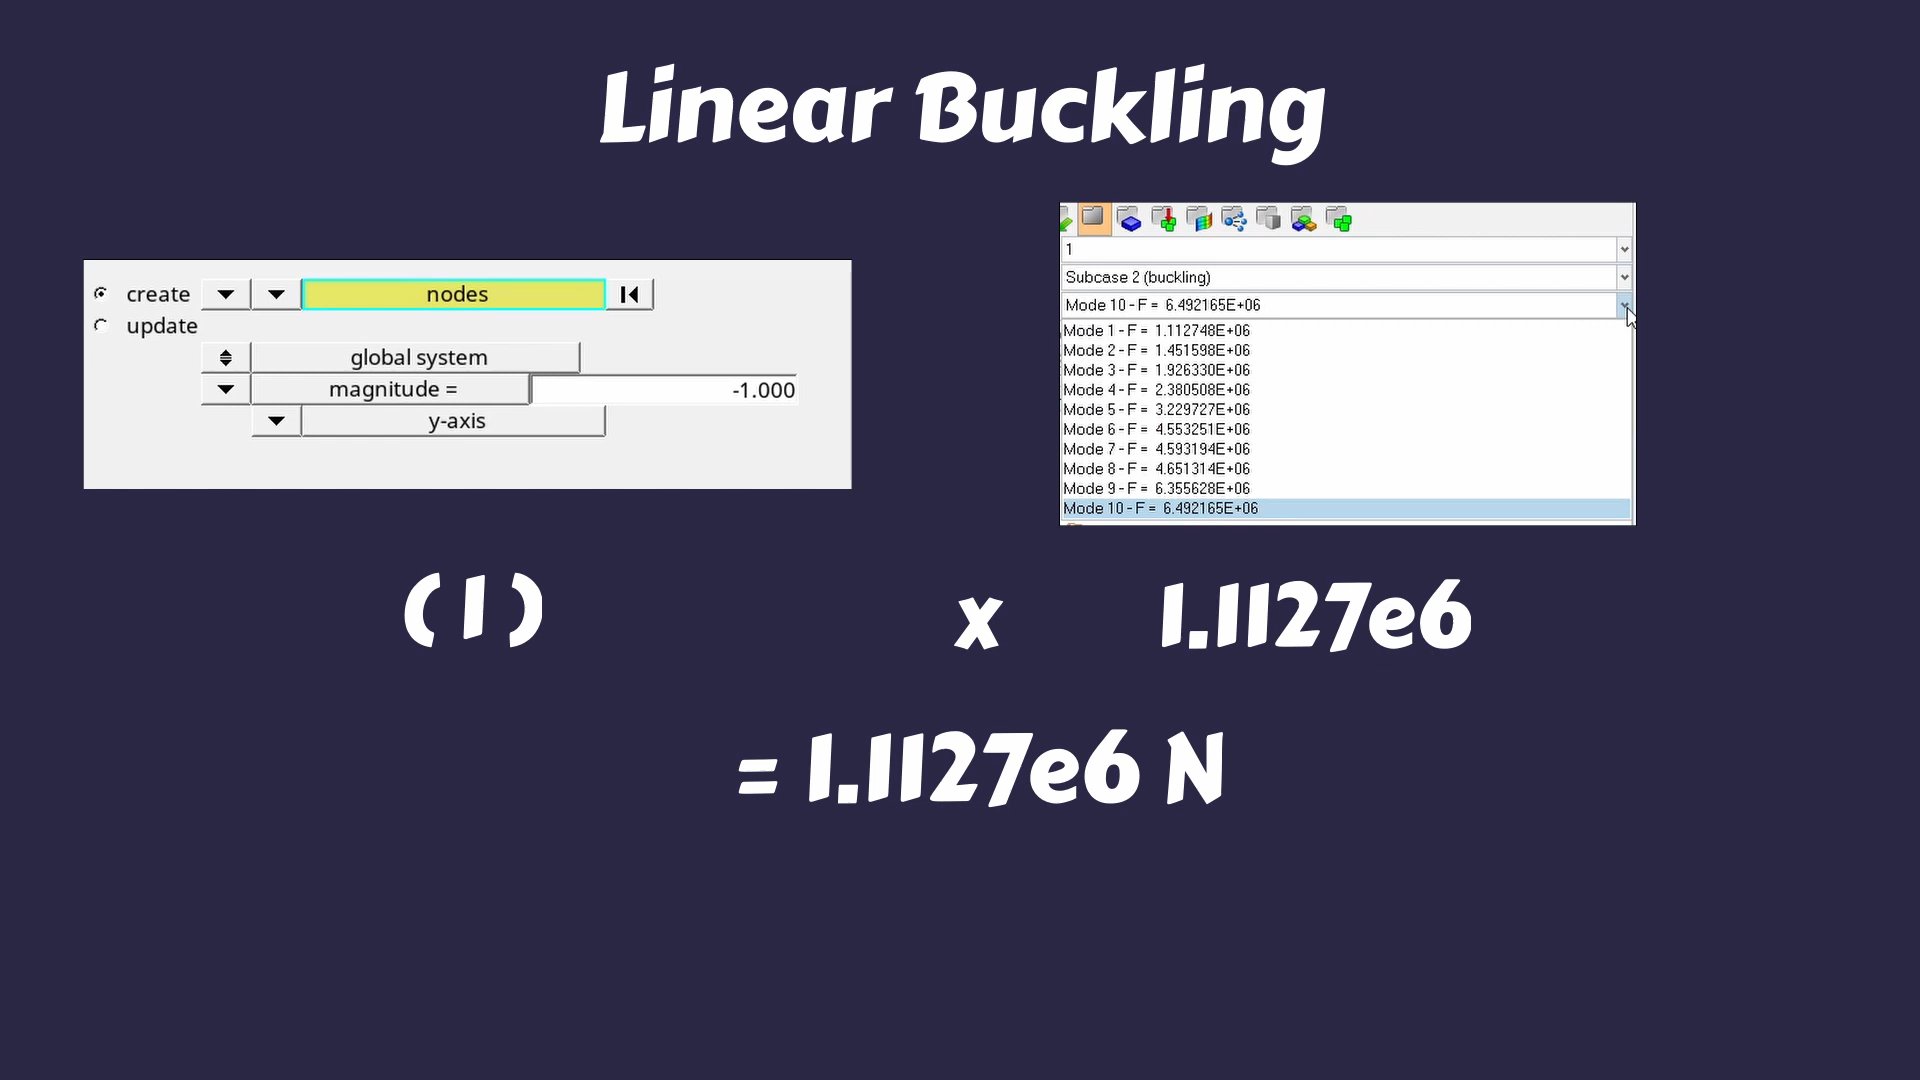 Linear Buckling
create nodes
update
global system
magnitude = -1.000
y-axis
1
Subcase 2 (buckling)
Mode 10 - F = 6.492165E+06
Mode 1 - F = 1.112748E+06
Mode 2 - F = 1.451598E+06
Mode 3 - F = 1.926330E+06
Mode 4 - F = 2.380508E+06
Mode 5 - F = 3.229727E+06
Mode 6 - F = 4.553251E+06
Mode 7 - F = 4.593194E+06
Mode 8 - F = 4.651314E+06
Mode 9 - F = 6.355628E+06
Mode 10 - F = 6.492165E+06
( 1 ) x 1.1127e6
= 1.1127e6 N